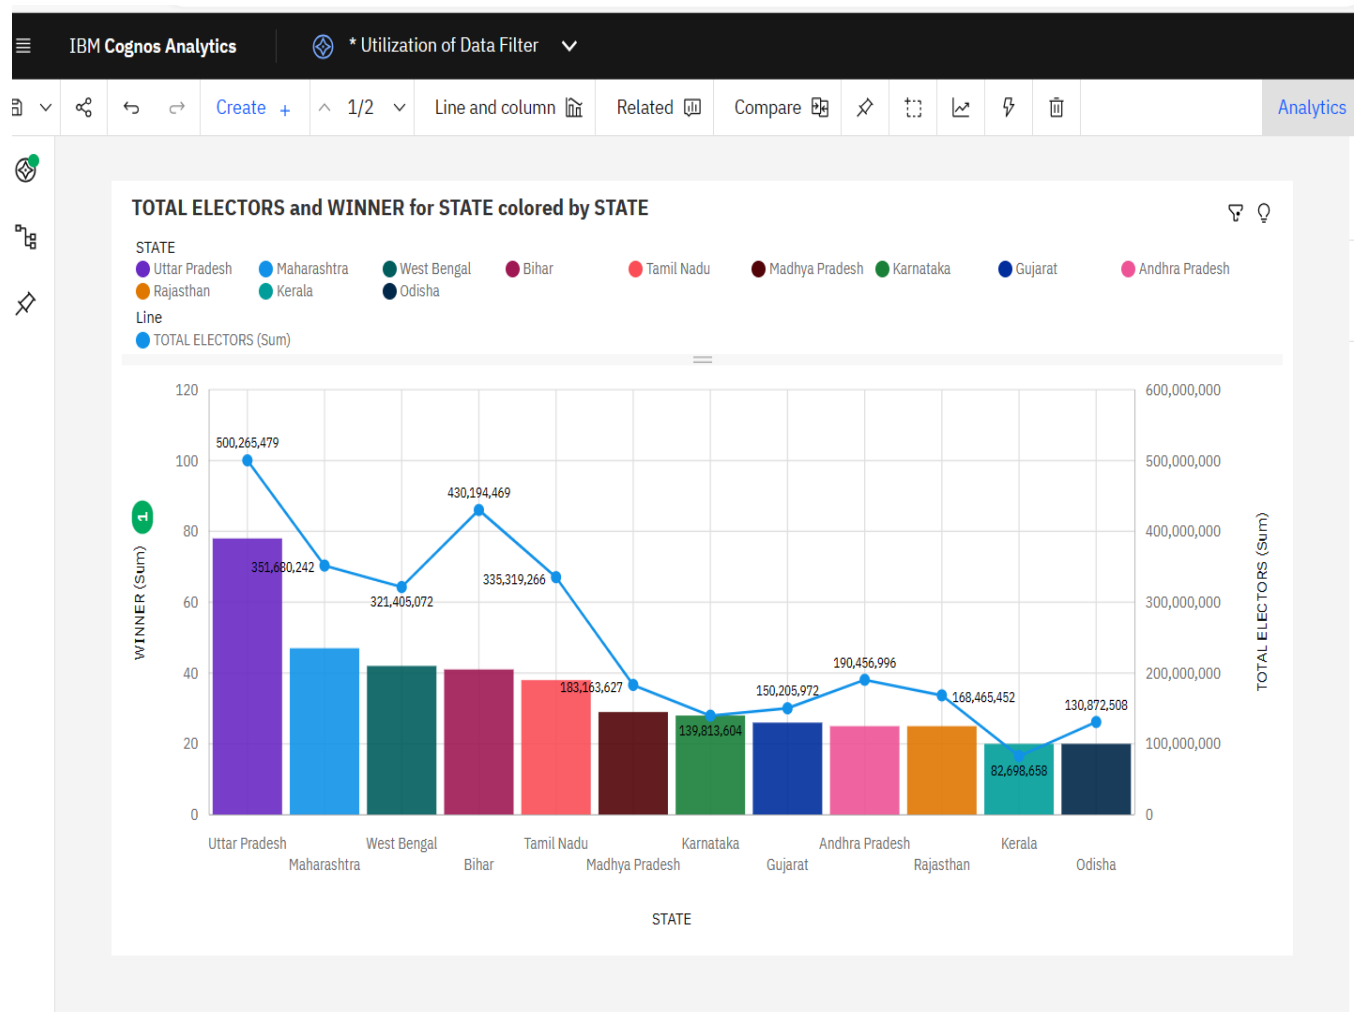 IBM Cognos Analytics * Utilization of Data Filter
Create + 1/2 Line and column Related Compare Analytics
TOTAL ELECTORS and WINNER for STATE colored by STATE
STATE
Uttar Pradesh Maharashtra West Bengal Bihar Tamil Nadu Madhya Pradesh Karnataka Gujarat Andhra Pradesh
Rajasthan Kerala Odisha
Line
TOTAL ELECTORS (Sum)
120 600,000,000
500,265,479
100 500,000,000
430,194,469
1
80 400,000,000
351,680,242
335,319,266
321,405,072
60 300,000,000
WINNER (Sum)
TOTAL ELECTORS (Sum)
190,456,996
40 200,000,000
183,163,627
150,205,972
168,465,452
130,872,508
139,813,604
20 100,000,000
82,698,658
0 0
Uttar Pradesh West Bengal Tamil Nadu Karnataka Andhra Pradesh Kerala
Maharashtra Bihar Madhya Pradesh Gujarat Rajasthan Odisha
STATE